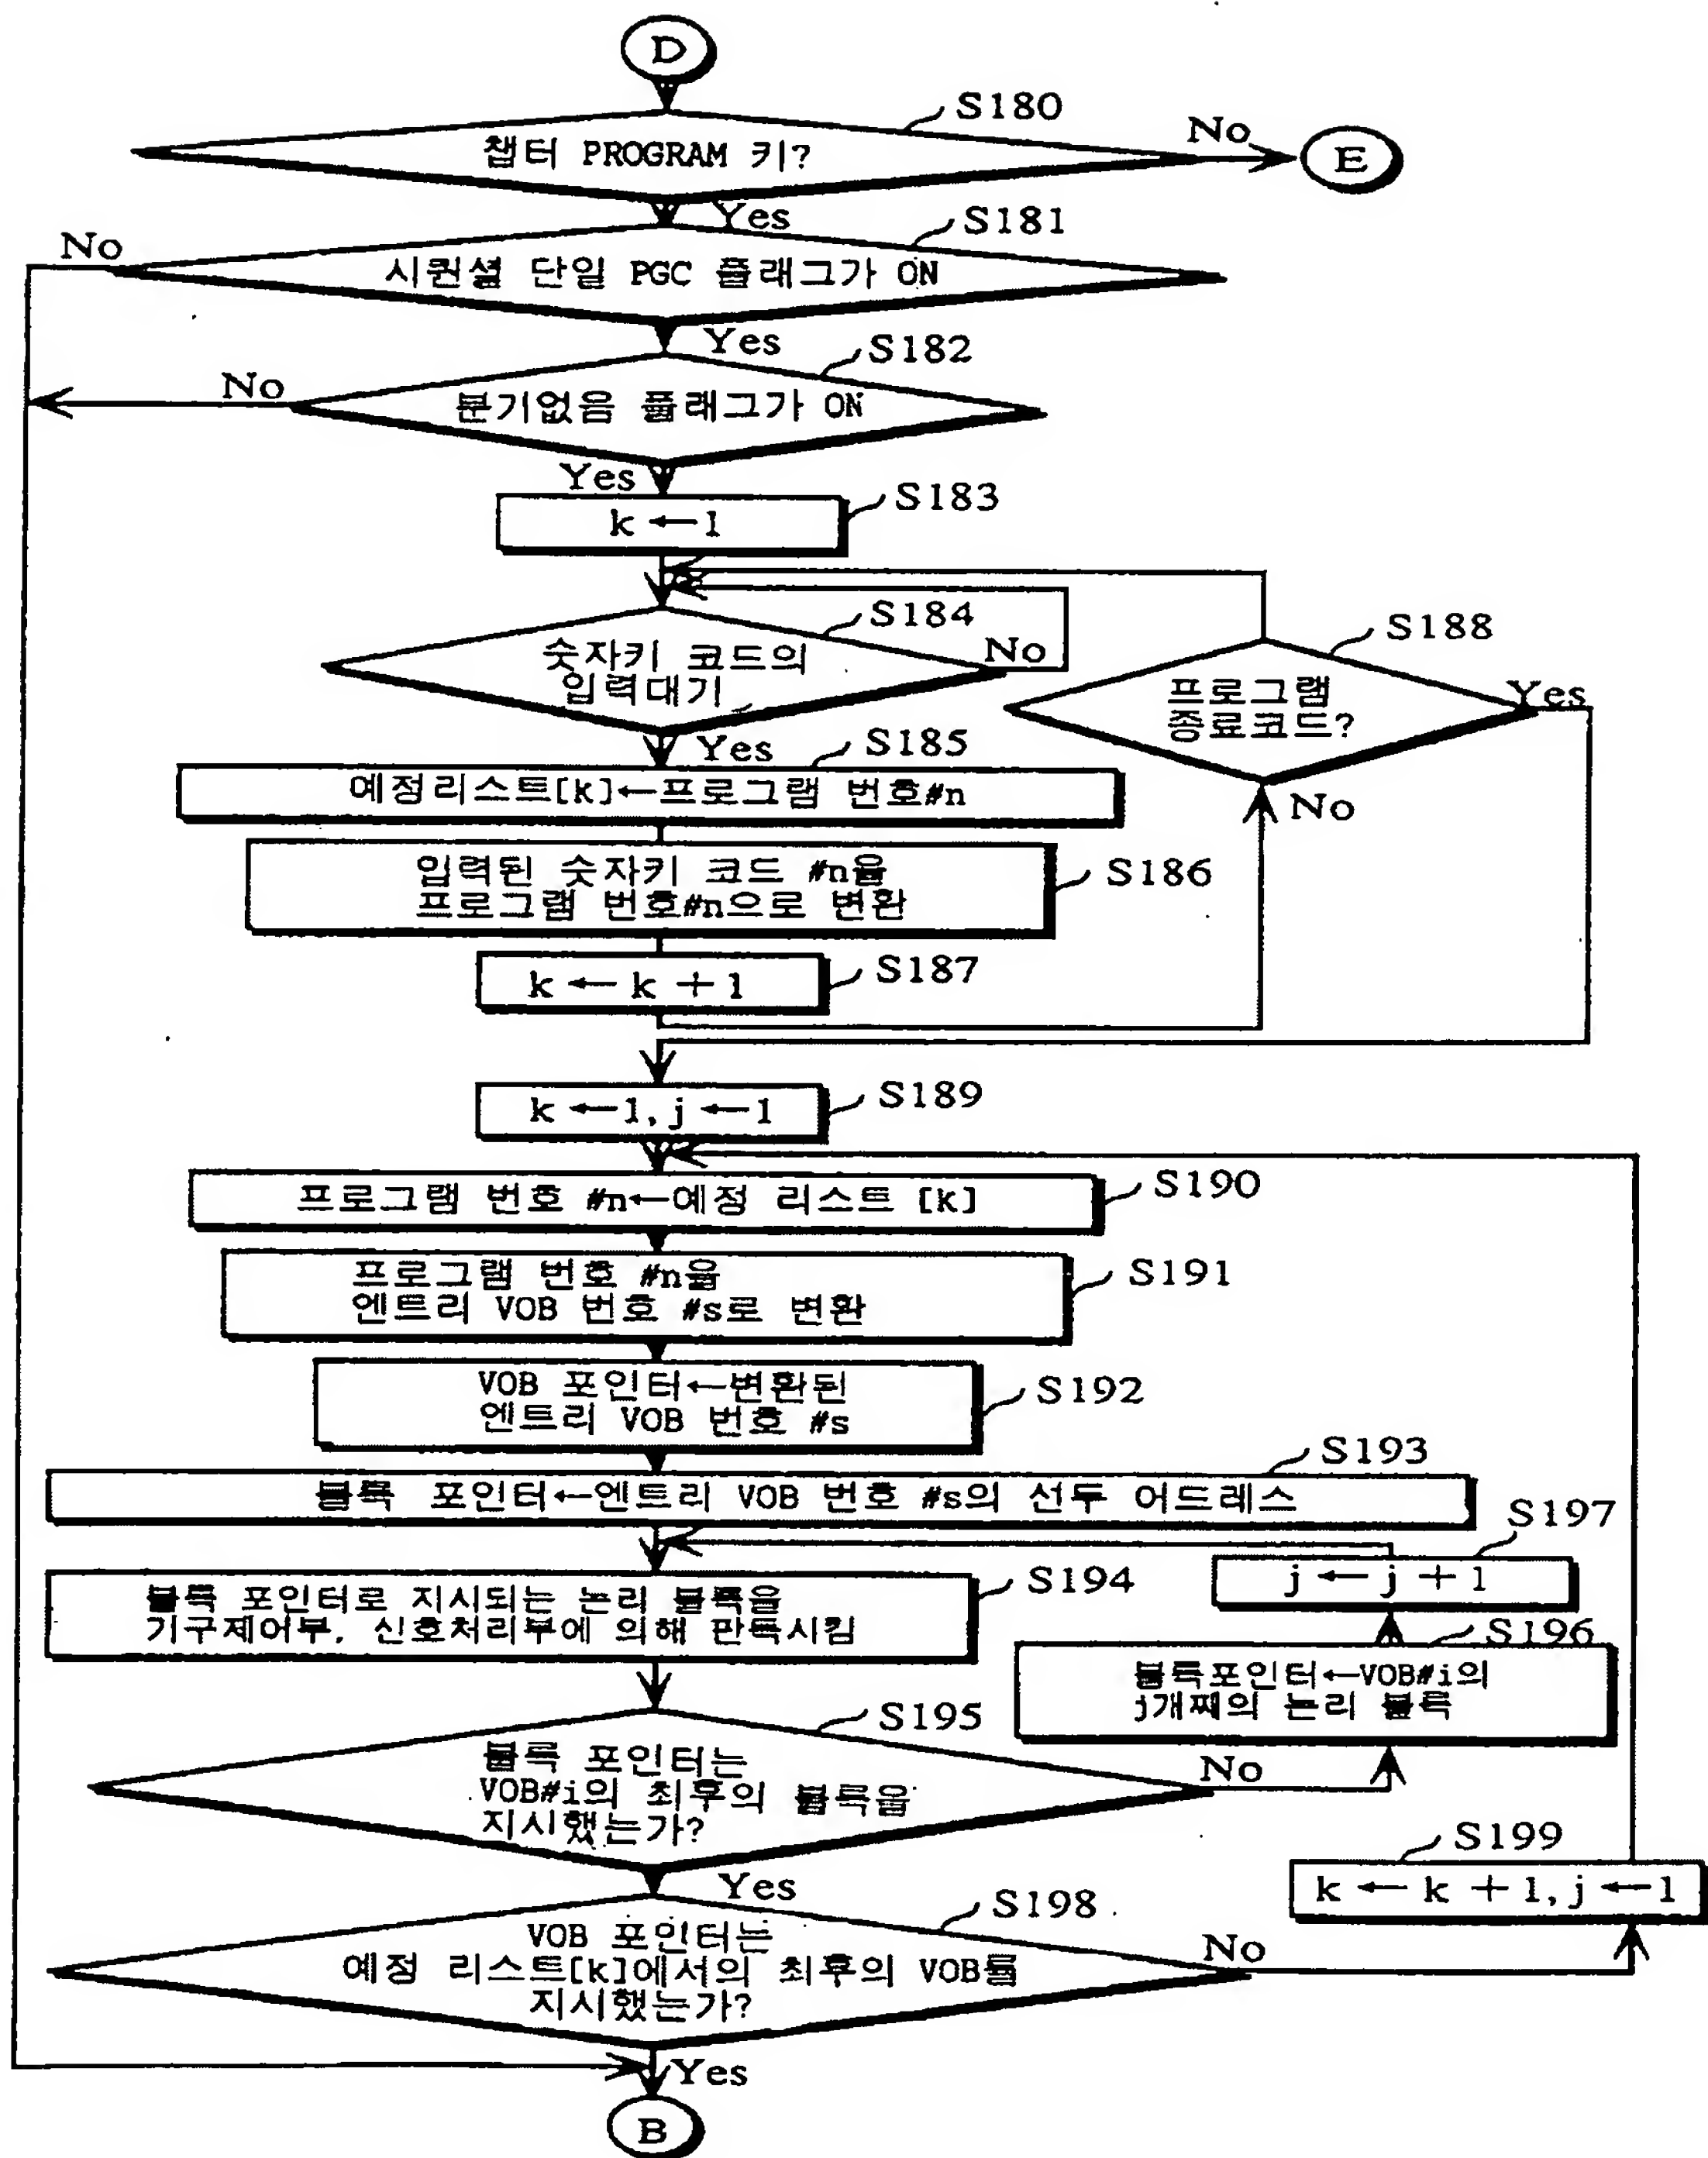 D
S180
챕터 PROGRAM 키?
No
E
Yes
S181
No
시퀀셜 단일 PGC 플래그가 ON
Yes
S182
No
분기없음 플래그가 ON
Yes
S183
k ← 1
S184
숫자키 코드의
입력대기
No
S188
프로그램
종료코드?
Yes
No
Yes
S185
예정리스트[k]←프로그램 번호#n
입력된 숫자키 코드 #n을
프로그램 번호#n으로 변환
S186
k ← k + 1
S187
k ← 1, j ← 1
S189
프로그램 번호 #n←예정 리스트 [k]
S190
프로그램 번호 #n을
엔트리 VOB 번호 #s로 변환
S191
VOB 포인터←변환된
엔트리 VOB 번호 #s
S192
S193
블록 포인터←엔트리 VOB 번호 #s의 선두 어드레스
S197
j ← j + 1
블록 포인터로 지시되는 논리 블록을
기구제어부, 신호처리부에 의해 판독시킴
S194
S196
블록포인터←VOB#i의
j개째의 논리 블록
S195
블록 포인터는
VOB#i의 최후의 블록을
지시했는가?
No
Yes
S199
k ← k + 1, j ← 1
S198
VOB 포인터는
예정 리스트[k]에서의 최후의 VOB를
지시했는가?
No
Yes
B